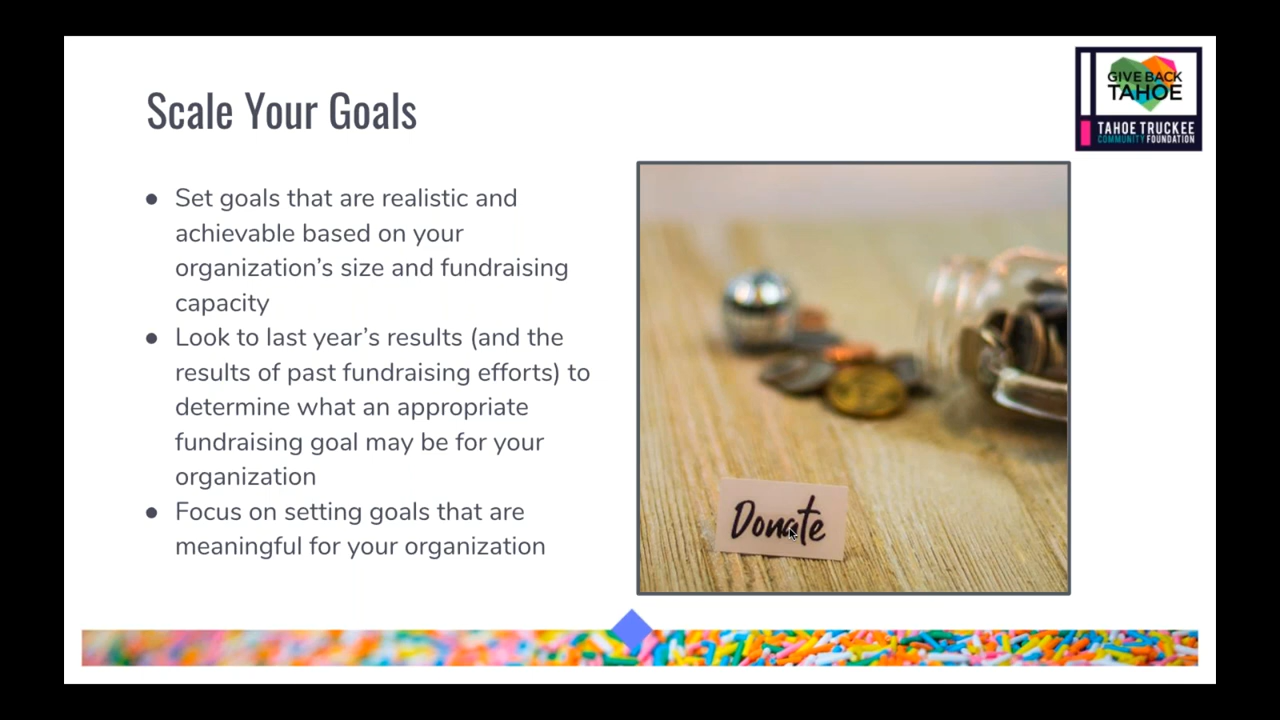 Scale Your Goals
GIVE BACK
TAHOE
TAHOE TRUCKEE
COMMUNITY FOUNDATION
● Set goals that are realistic and
achievable based on your
organization’s size and fundraising
capacity
● Look to last year’s results (and the
results of past fundraising efforts) to
determine what an appropriate
fundraising goal may be for your
organization
● Focus on setting goals that are
meaningful for your organization
Donate